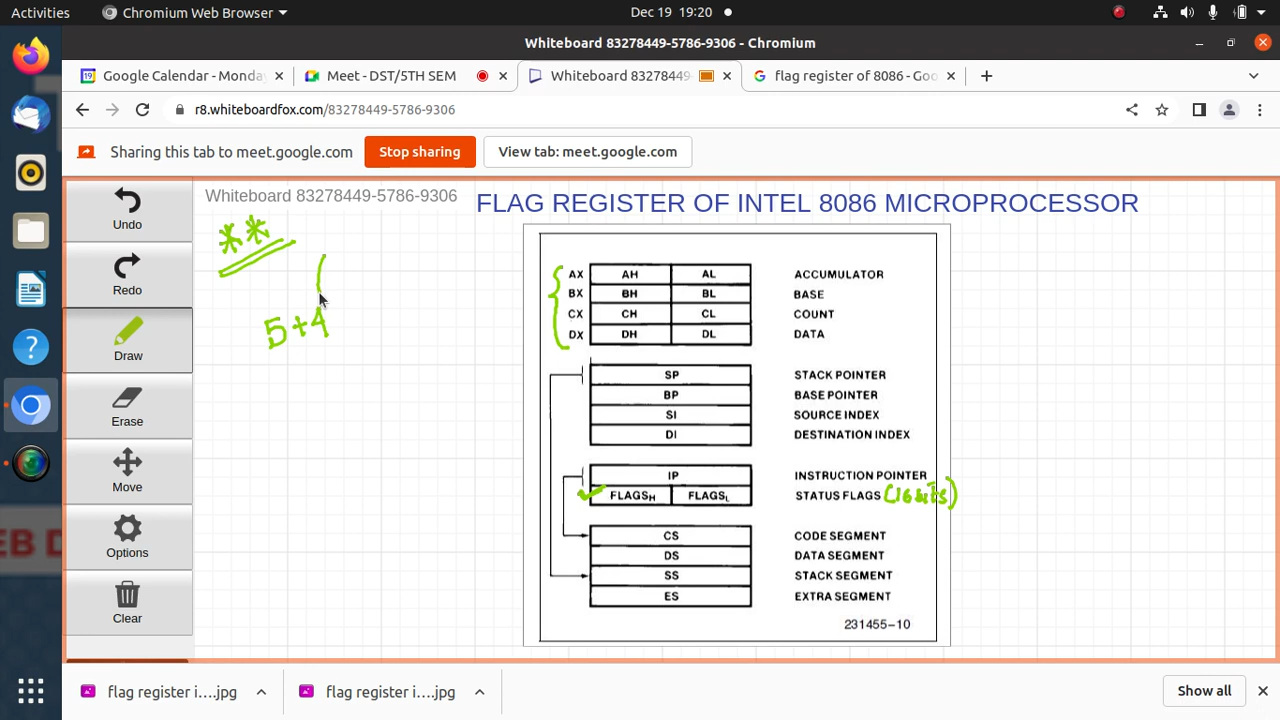 Activities
Chromium Web Browser
Dec 19 19:20
Whiteboard 83278449-5786-9306 - Chromium
19 Google Calendar - Monda
Meet - DST/5TH SEM
Whiteboard 83278449
flag register of 8086 - Goo
r8.whiteboardfox.com/83278449-5786-9306
Sharing this tab to meet.google.com
Stop sharing
View tab: meet.google.com
Undo
Redo
Draw
Erase
Move
Options
Clear
Whiteboard 83278449-5786-9306
FLAG REGISTER OF INTEL 8086 MICROPROCESSOR
**
5+4
AX AH AL ACCUMULATOR
BX BH BL BASE
CX CH CL COUNT
DX DH DL DATA
SP STACK POINTER
BP BASE POINTER
SI SOURCE INDEX
DI DESTINATION INDEX
IP INSTRUCTION POINTER
FLAGSH FLAGSL STATUS FLAGS (16 bits)
CS CODE SEGMENT
DS DATA SEGMENT
SS STACK SEGMENT
ES EXTRA SEGMENT
231455-10
EB D
flag register i....jpg
flag register i....jpg
Show all